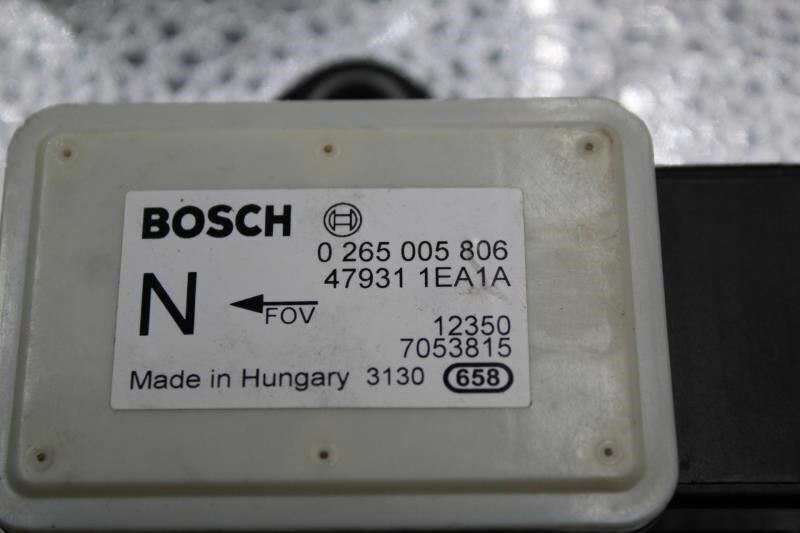 BOSCH
0 265 005 806
47931 1EA1A
N
FOV
12350
7053815
Made in Hungary 3130 658